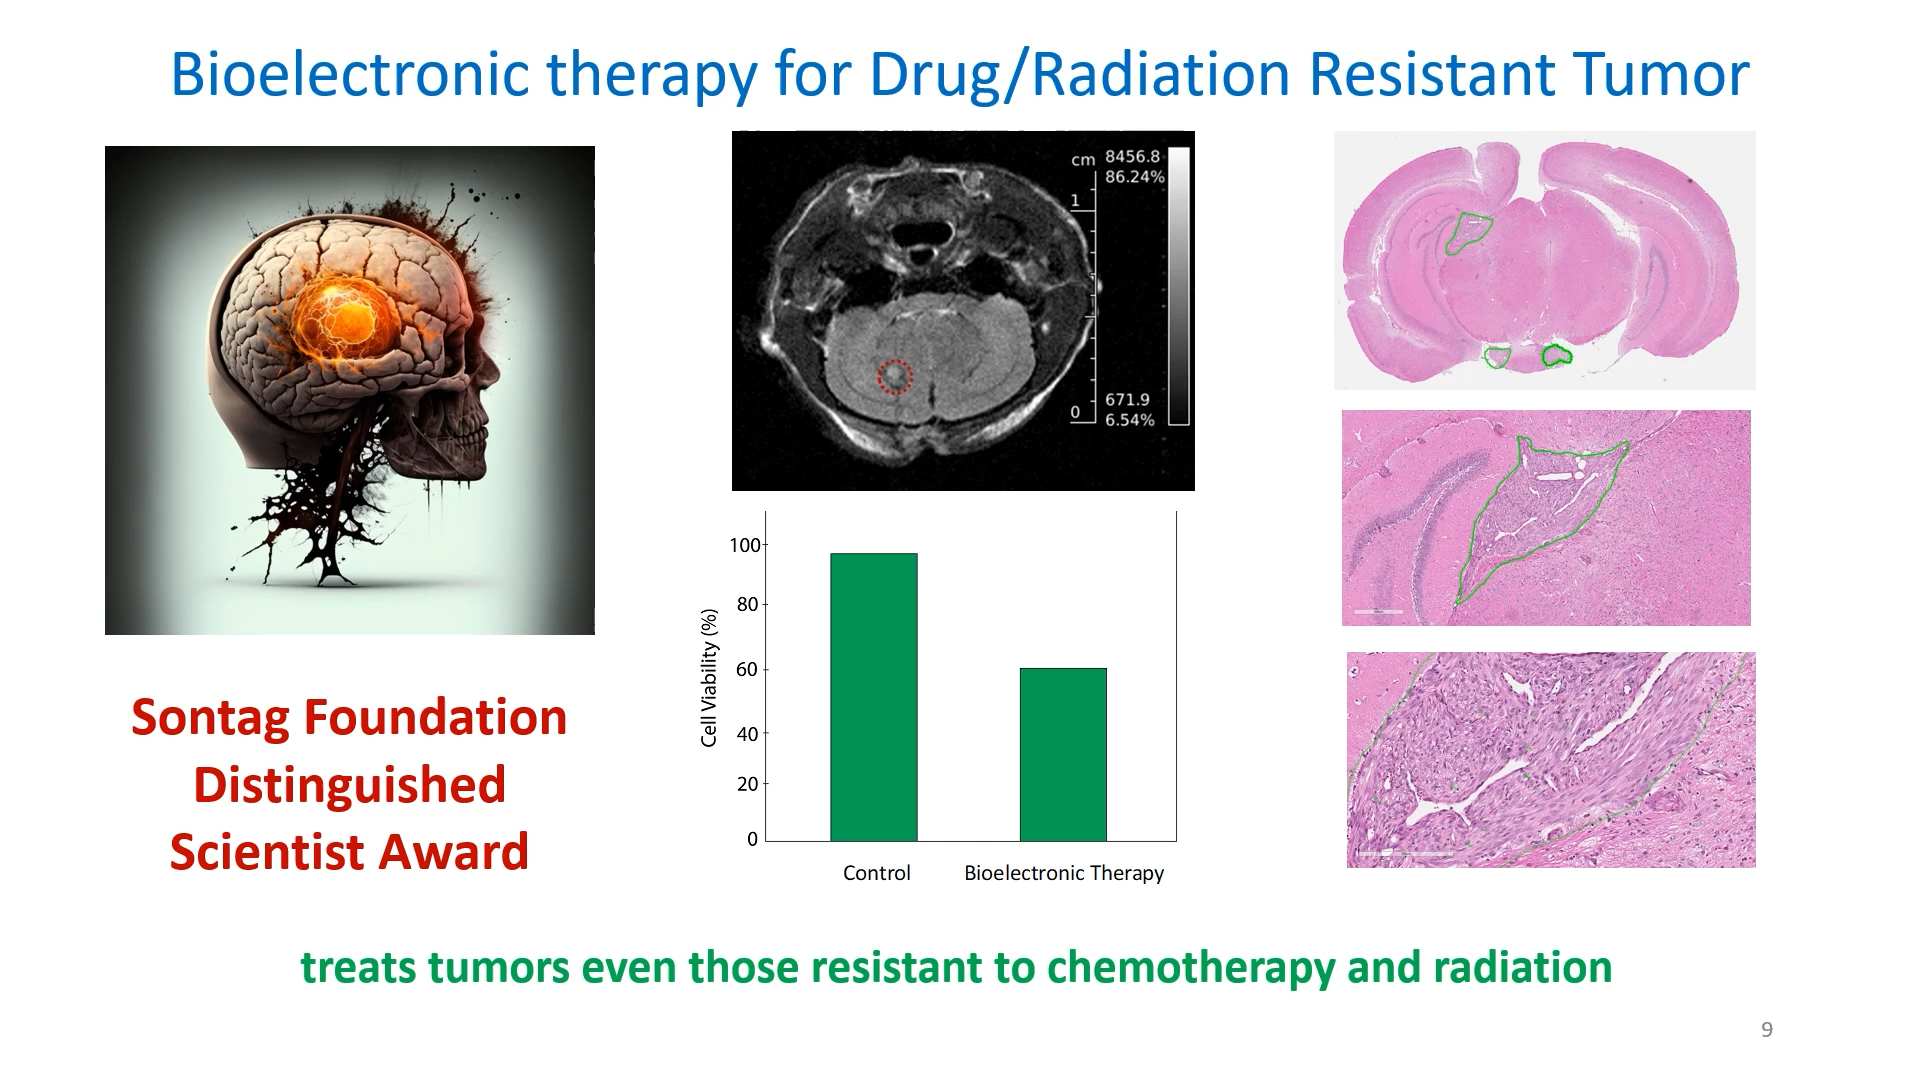 Bioelectronic therapy for Drug/Radiation Resistant Tumor
cm
8456.8
86.24%
1
0
671.9
6.54%
Cell Viability (%)
100
80
60
40
20
0
Control
Bioelectronic Therapy
Sontag Foundation
Distinguished
Scientist Award
treats tumors even those resistant to chemotherapy and radiation
9